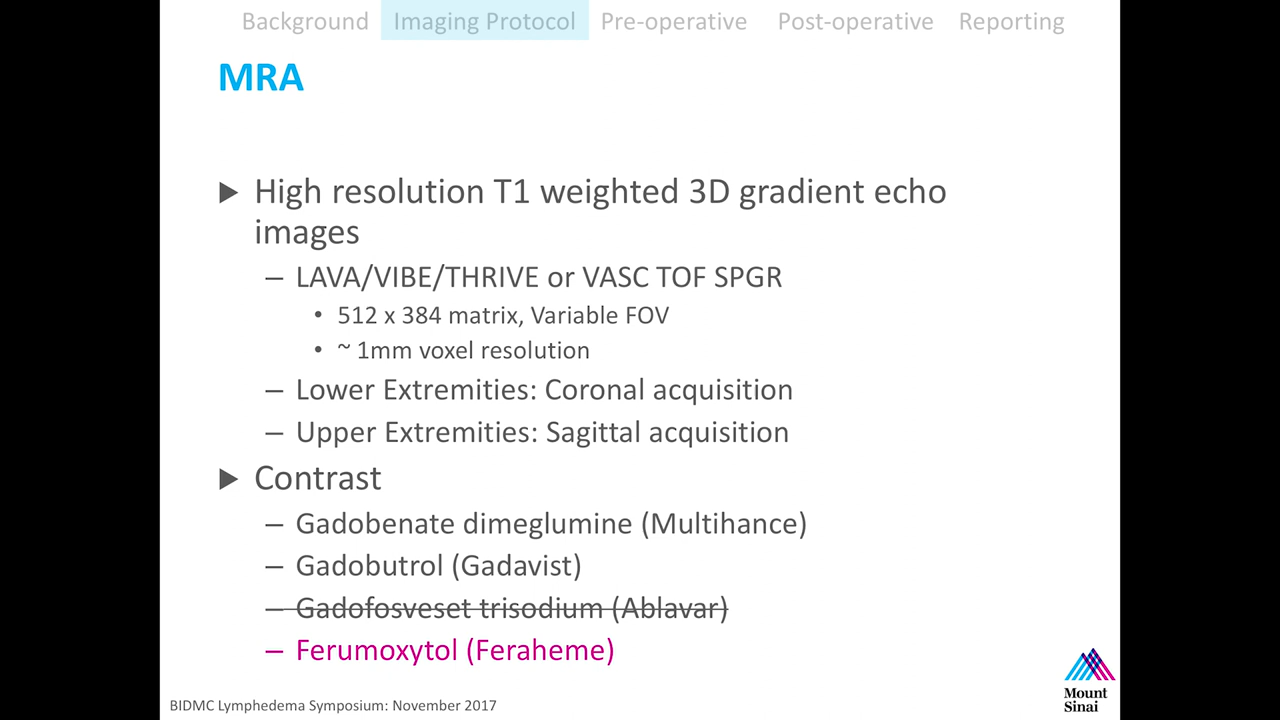 Background Imaging Protocol Pre-operative Post-operative Reporting
MRA
▶ High resolution T1 weighted 3D gradient echo
images
– LAVA/VIBE/THRIVE or VASC TOF SPGR
• 512 x 384 matrix, Variable FOV
• ~ 1mm voxel resolution
– Lower Extremities: Coronal acquisition
– Upper Extremities: Sagittal acquisition
▶ Contrast
– Gadobenate dimeglumine (Multihance)
– Gadobutrol (Gadavist)
– Gadofosveset trisodium (Ablavar)
– Ferumoxytol (Feraheme)
Mount
Sinai
BIDMC Lymphedema Symposium: November 2017